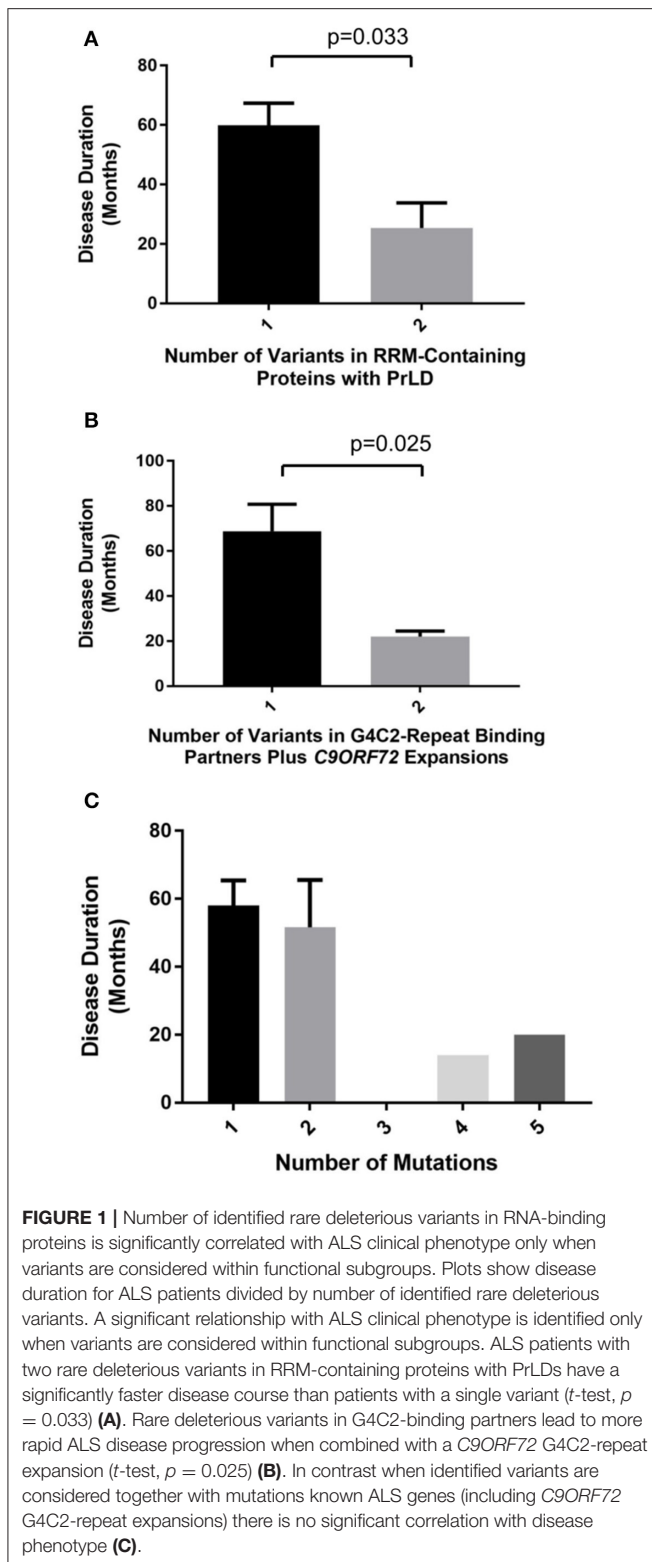 A
p=0.033
80
60
40
20
0
Disease Duration
(Months)
1
2
Number of Variants in RRM-Containing
Proteins with PrLD
B
p=0.025
100
80
60
40
20
0
Disease Duration
(Months)
1
2
Number of Variants in G4C2-Repeat Binding
Partners Plus C9ORF72 Expansions
C
80
60
40
20
0
Disease Duration
(Months)
1
2
3
4
5
Number of Mutations
FIGURE 1 | Number of identified rare deleterious variants in RNA-binding
proteins is significantly correlated with ALS clinical phenotype only when
variants are considered within functional subgroups. Plots show disease
duration for ALS patients divided by number of identified rare deleterious
variants. A significant relationship with ALS clinical phenotype is identified only
when variants are considered within functional subgroups. ALS patients with
two rare deleterious variants in RRM-containing proteins with PrLDs have a
significantly faster disease course than patients with a single variant (t-test, p
= 0.033) (A). Rare deleterious variants in G4C2-binding partners lead to more
rapid ALS disease progression when combined with a C9ORF72 G4C2-repeat
expansion (t-test, p = 0.025) (B). In contrast when identified variants are
considered together with mutations known ALS genes (including C9ORF72
G4C2-repeat expansions) there is no significant correlation with disease
phenotype (C).